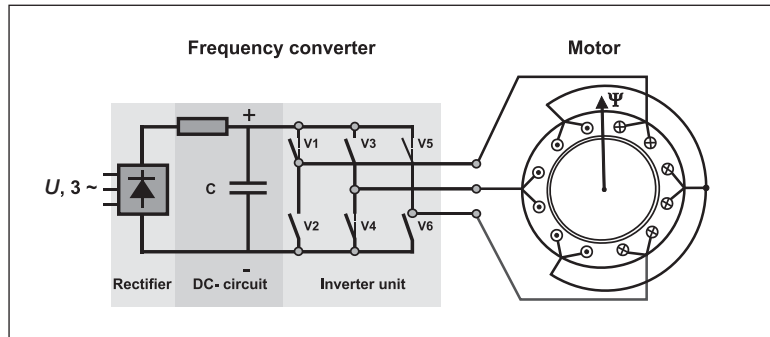 Frequency converter
Motor
+
V1
V3
V5
Ψ
U, 3 ~
C
V2
V4
V6
-
Rectifier
DC- circuit
Inverter unit